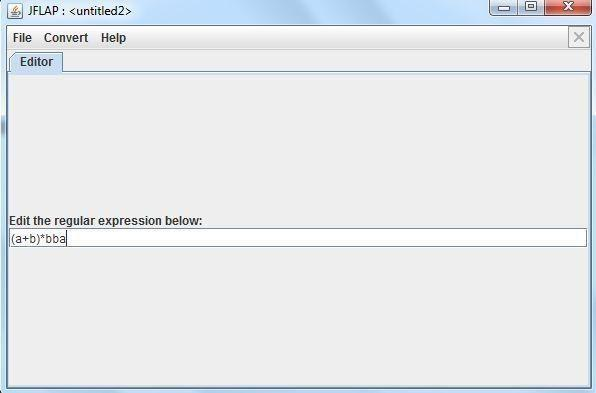 JFLAP : <untitled2>
File Convert Help
Editor
Edit the regular expression below:
(a+b)*bba